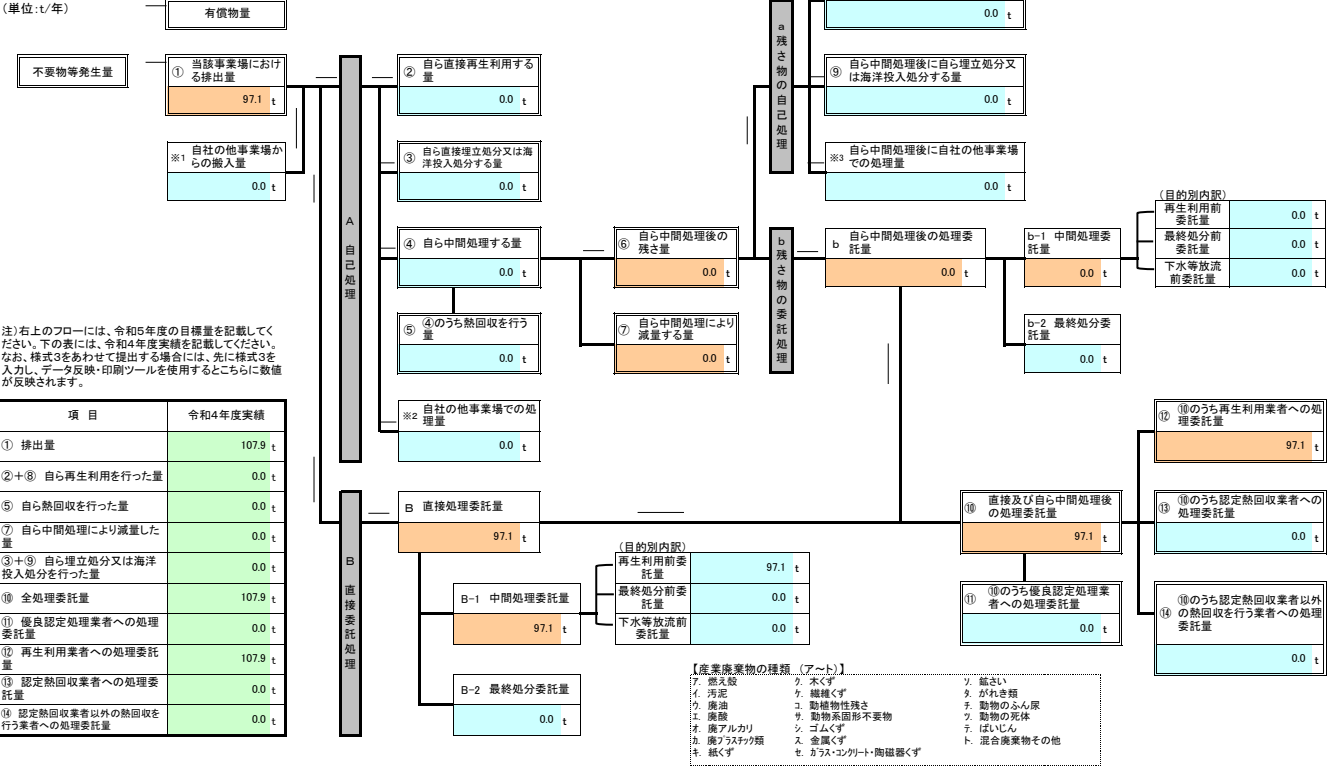 (単位:t/年)
有償物量
不要物等発生量
① 当該事業場におけ
る排出量
97.1 t
※1 自社の他事業場か
らの搬入量
0.0 t
A 自己処理
② 自ら直接再生利用する
量
0.0 t
③ 自ら直接埋立処分又は海
洋投入処分する量
0.0 t
④ 自ら中間処理する量
0.0 t
⑤ ④のうち熱回収を行う
量
0.0 t
※2 自社の他事業場での処
理量
0.0 t
⑥ 自ら中間処理後の
残さ量
0.0 t
⑦ 自ら中間処理により
減量する量
0.0 t
a 残さ物の自己処理
0.0 t
⑨ 自ら中間処理後に自ら埋立処分又
は海洋投入処分する量
0.0 t
※3 自ら中間処理後に自社の他事業場
での処理量
0.0 t
b 残さ物の委託処理
b 自ら中間処理後の処理委
託量
0.0 t
b-1 中間処理委
託量
0.0 t
b-2 最終処分委
託量
0.0 t
(目的別内訳)
再生利用前
委託量
0.0 t
最終処分前
委託量
0.0 t
下水等放流
前委託量
0.0 t
注)右上のフローには、令和5年度の目標量を記載してく
ださい。下の表には、令和4年度実績を記載してください。
なお、様式3をあわせて提出する場合には、先に様式3を
入力し、データ反映・印刷ツールを使用するとこちらに数値
が反映されます。
項 目 令和4年度実績
① 排出量 107.9 t
②+⑧ 自ら再生利用を行った量 0.0 t
⑤ 自ら熱回収を行った量 0.0 t
⑦ 自ら中間処理により減量した
量 0.0 t
③+⑨ 自ら埋立処分又は海洋
投入処分を行った量 0.0 t
⑩ 全処理委託量 107.9 t
⑪ 優良認定処理業者への処理
委託量 0.0 t
⑫ 再生利用業者への処理委託
量 107.9 t
⑬ 認定熱回収業者への処理委
託量 0.0 t
⑭ 認定熱回収業者以外の熱回収を
行う業者への処理委託量 0.0 t
B 直接委託処理
B 直接処理委託量
97.1 t
B-1 中間処理委託量
97.1 t
B-2 最終処分委託量
0.0 t
(目的別内訳)
再生利用前委
託量
97.1 t
最終処分前委
託量
0.0 t
下水等放流前
委託量
0.0 t
⑩ 直接及び自ら中間処理後
の処理委託量
97.1 t
⑪ ⑩のうち優良認定処理業
者への処理委託量
0.0 t
⑫ ⑩のうち再生利用業者への処
理委託量
97.1 t
⑬ ⑩のうち認定熱回収業者への
処理委託量
0.0 t
⑭ ⑩のうち認定熱回収業者以外
の熱回収を行う業者への処理
委託量
0.0 t
【産業廃棄物の種類 (ア~ト)】
ア. 燃え殻 ク. 木くず ソ. 鉱さい
イ. 汚泥 ケ. 繊維くず タ. がれき類
ウ. 廃油 コ. 動植物性残さ チ. 動物のふん尿
エ. 廃酸 サ. 動物系固形不要物 ツ. 動物の死体
オ. 廃アルカリ シ. ゴムくず テ. ばいじん
カ. 廃プラスチック類 ス. 金属くず ト. 混合廃棄物その他
キ. 紙くず セ. ガラス・コンクリート・陶磁器くず